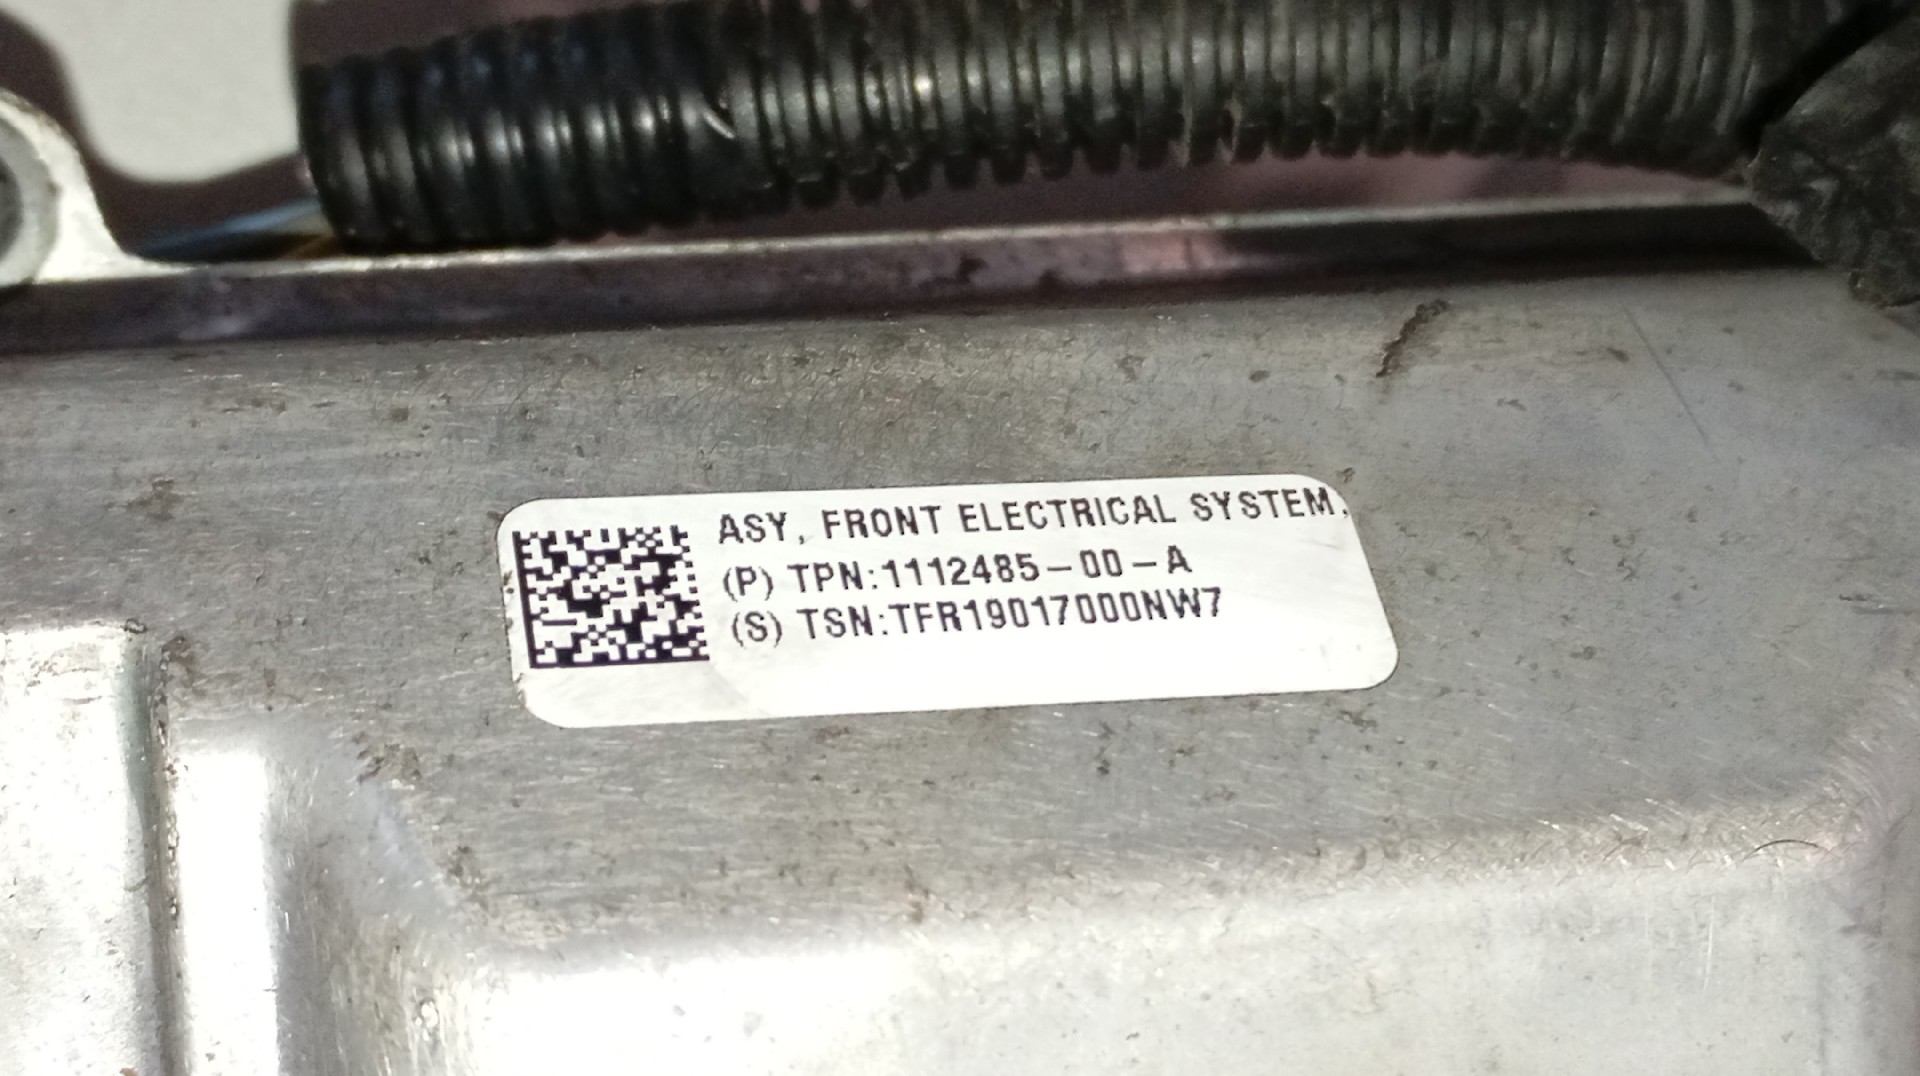 ASY, FRONT ELECTRICAL SYSTEM,
(P) TPN:1112485-00-A
(S) TSN:TFR19017000NW7